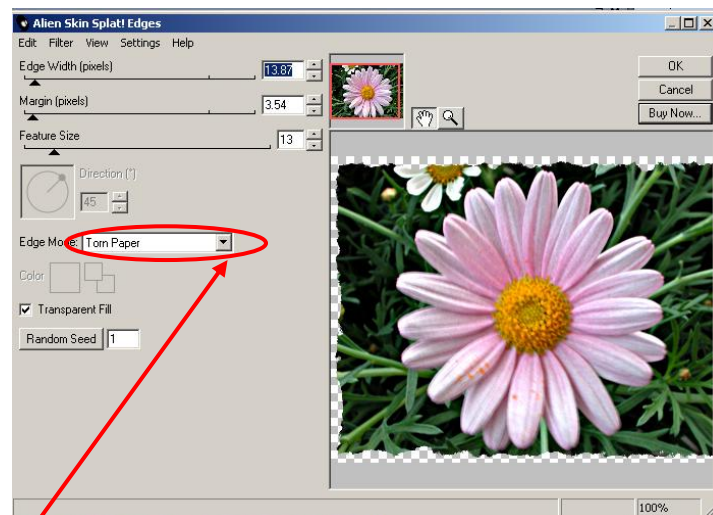 Alien Skin Splat! Edges
Edit Filter View Settings Help
Edge Width (pixels) 13.87
Margin (pixels) 3.54
Feature Size 13
Direction (°)
45
Edge Mode: Torn Paper
Color
Transparent Fill
Random Seed 1
OK
Cancel
Buy Now...
100%